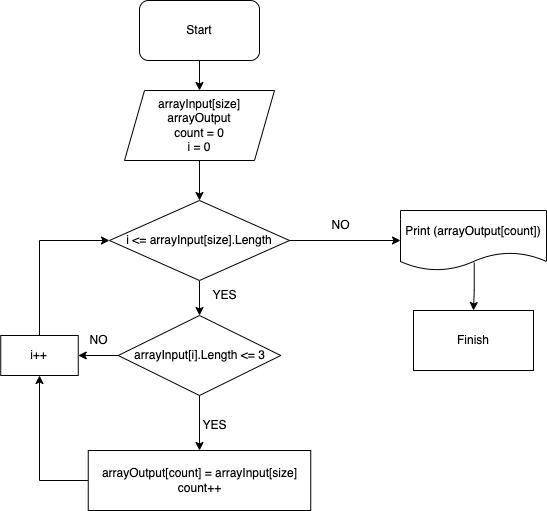 Start
arrayInput[size]
arrayOutput
count = 0
i = 0
i <= arrayInput[size].Length
NO
Print (arrayOutput[count])
YES
Finish
NO
i++
arrayInput[i].Length <= 3
YES
arrayOutput[count] = arrayInput[size]
count++